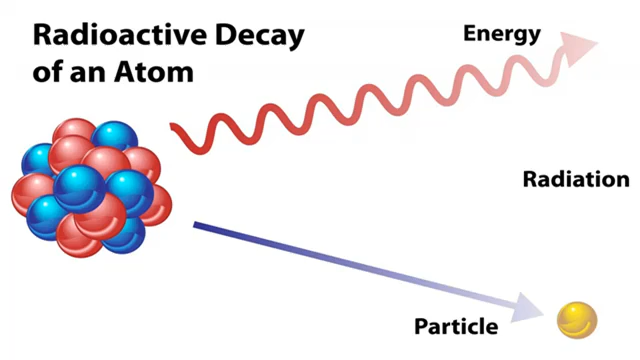 Radioactive Decay
of an Atom
Energy
Radiation
Particle